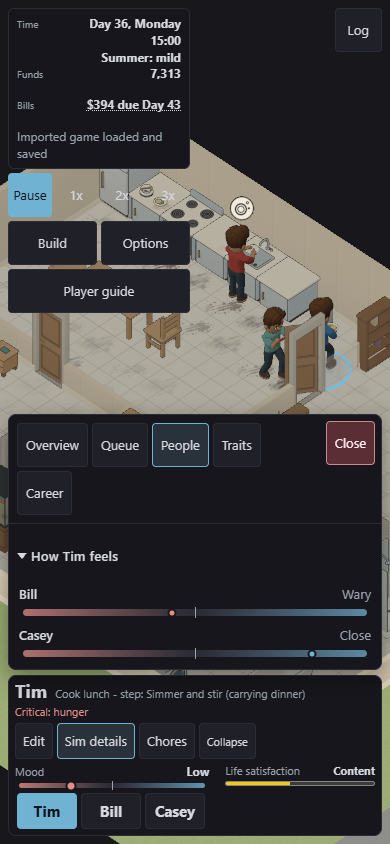 Time Day 36, Monday
15:00
Summer: mild
Funds 7,313
Bills $394 due Day 43
Imported game loaded and
saved
Log
Pause 1x 2x 3x
Build Options
Player guide
Overview Queue People Traits Close
Career
How Tim feels
Bill Wary
Casey Close
Tim Cook lunch - step: Simmer and stir (carrying dinner)
Critical: hunger
Edit Sim details Chores Collapse
Mood Low Life satisfaction Content
Tim Bill Casey